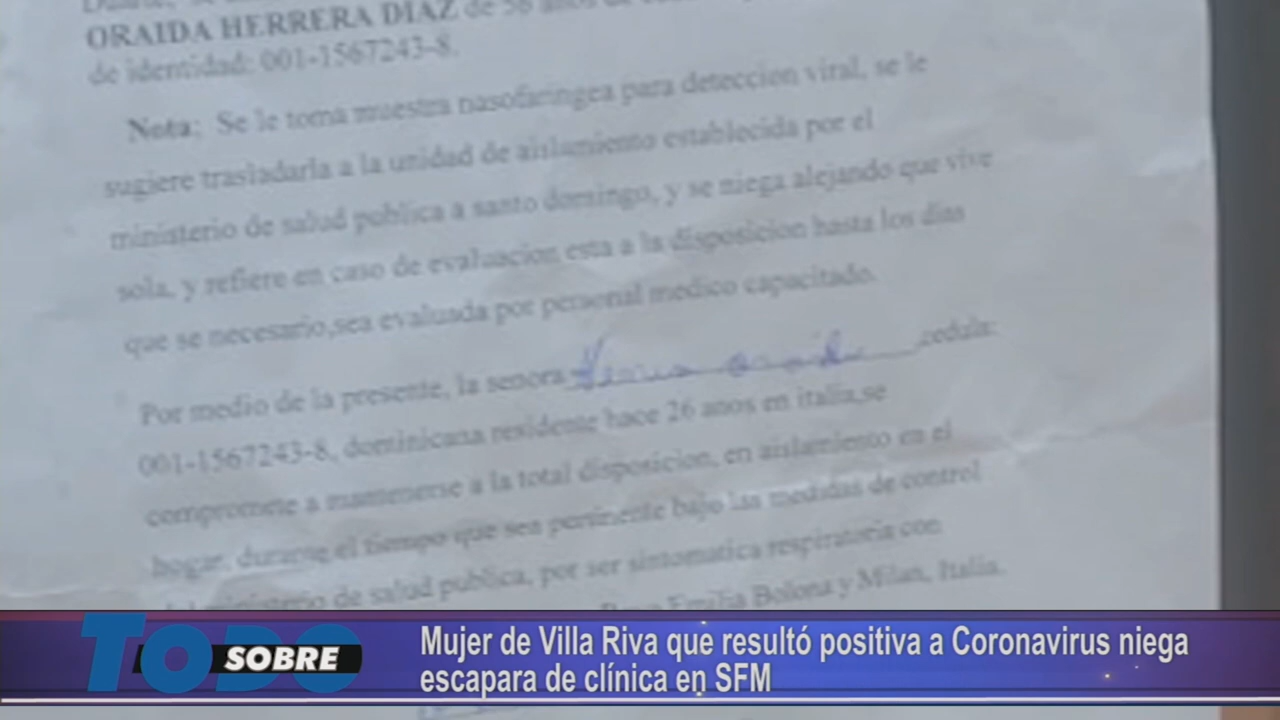 ORAIDA HERRERA DIAZ de 58 años de
de identidad: 001-1567243-8.
Nota: Se le toma muestra nasofaringea para deteccion viral, se le
sugiere trasladarla a la unidad de aislamiento establecida por el
ministerio de salud publica a santo domingo, y se niega alejando que vive
sola, y refiere en caso de evaluacion esta a la disposicion hasta los dias
que se necesario,sea evaluada por personal medico capacitado.
Por medio de la presente, la senora cedula:
001-1567243-8, dominicana residente hace 26 anos en italia,se
compromete a mantenerse a la total disposicion, en aislamiento en el
hogar, durante el tiempo que sea pertinente bajo las medidas de control
ministerio de salud publica, por ser sintomatica respiratoria con
Emilia Bolona y Milan, Italia.
TODO SOBRE
Mujer de Villa Riva que resultó positiva a Coronavirus niega
escapara de clínica en SFM